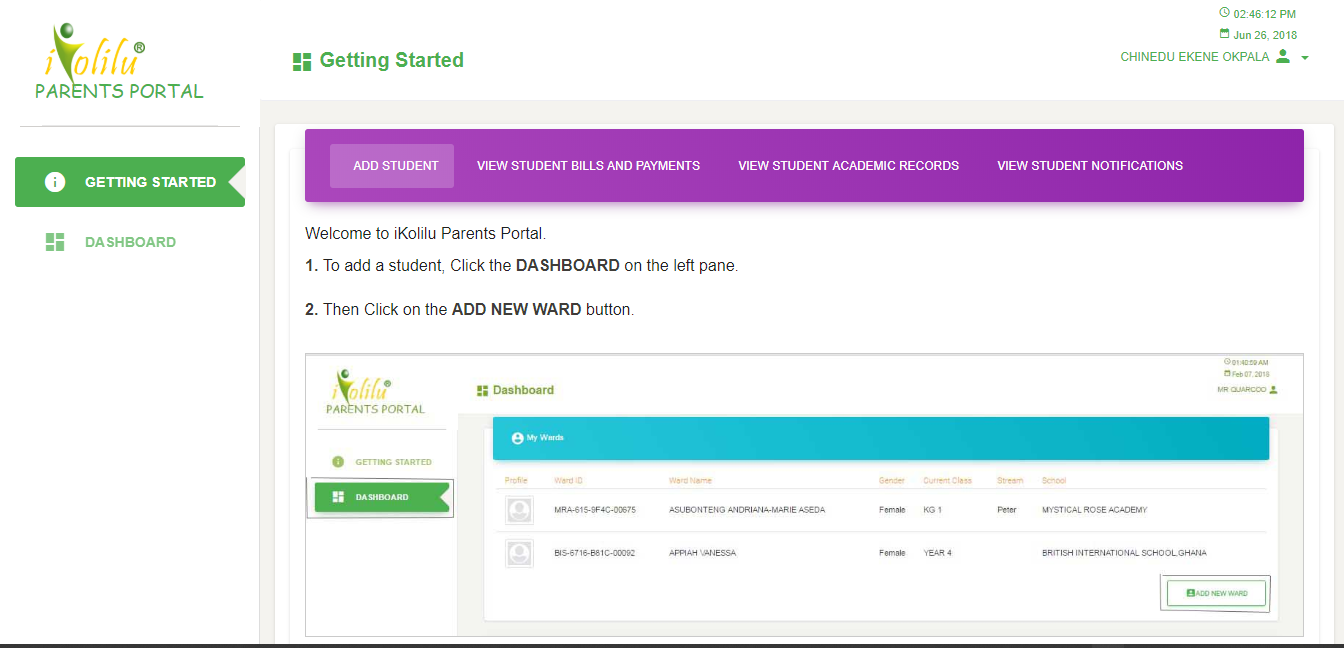 iKolilu®
PARENTS PORTAL
GETTING STARTED
DASHBOARD
Getting Started
02:46:12 PM
Jun 26, 2018
CHINEDU EKENE OKPALA
ADD STUDENT VIEW STUDENT BILLS AND PAYMENTS VIEW STUDENT ACADEMIC RECORDS VIEW STUDENT NOTIFICATIONS
Welcome to iKolilu Parents Portal.
1. To add a student, Click the DASHBOARD on the left pane.
2. Then Click on the ADD NEW WARD button.
iKolilu®
PARENTS PORTAL
GETTING STARTED
DASHBOARD
Dashboard
01:40:59 AM
Feb 07, 2018
MR QUARCOO
My Wards
Profile Ward ID Ward Name Gender Current Class Stream School
MRA-615-9F4C-00675 ASUBONTENG ANDRIANA-MARIE ASEDA Female KG 1 Peter MYSTICAL ROSE ACADEMY
BIS-6716-B81C-00092 APPIAH VANESSA Female YEAR 4 BRITISH INTERNATIONAL SCHOOL,GHANA
ADD NEW WARD